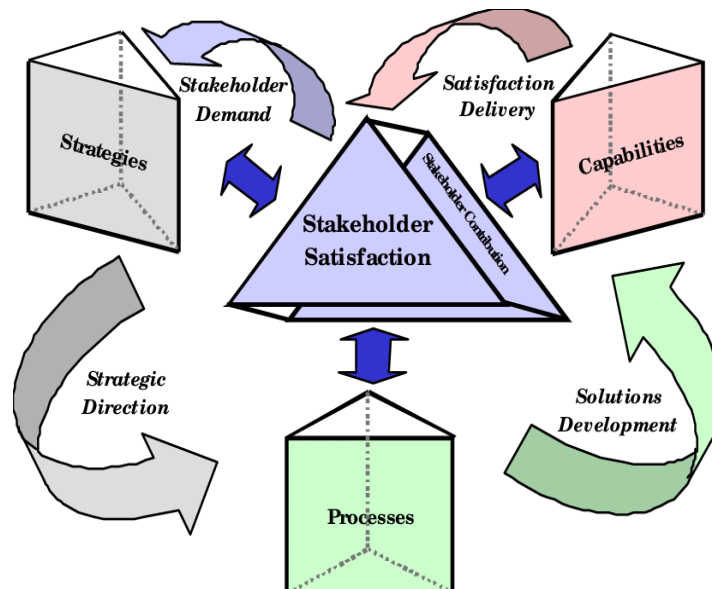 Stakeholder
Demand
Satisfaction
Delivery
Strategies
Capabilities
Stakeholder
Satisfaction
Stakeholder Contribution
Strategic
Direction
Solutions
Development
Processes